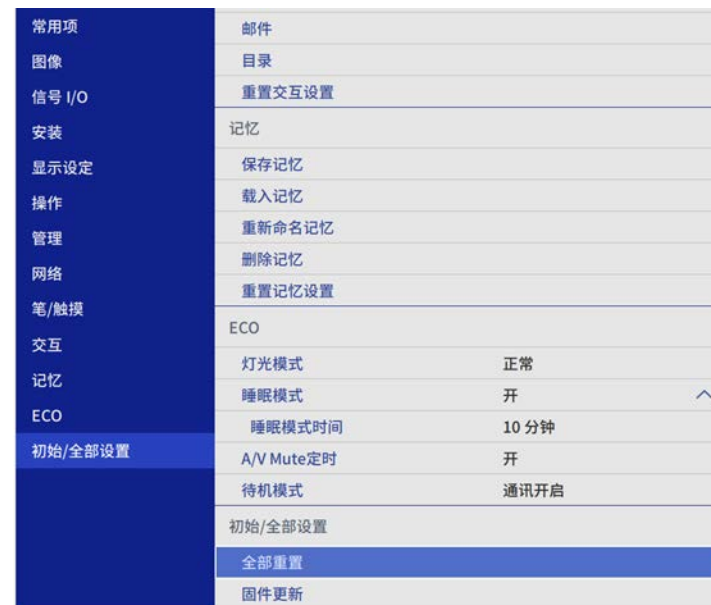 常用项
图像
信号 I/O
安装
显示设定
操作
管理
网络
笔/触摸
交互
记忆
ECO
初始/全部设置
邮件
目录
重置交互设置
记忆
保存记忆
载入记忆
重新命名记忆
删除记忆
重置记忆设置
ECO
灯光模式 正常
睡眠模式 开
睡眠模式时间 10 分钟
A/V Mute定时 开
待机模式 通讯开启
初始/全部设置
全部重置
固件更新